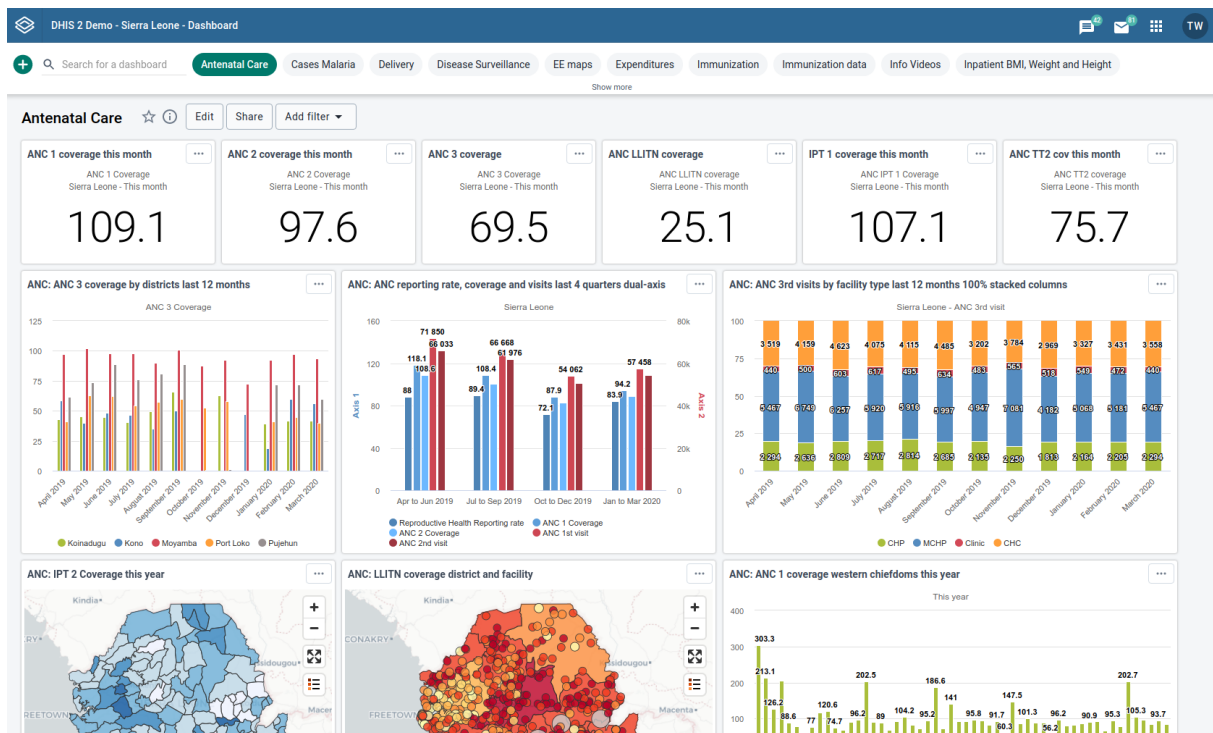 DHIS 2 Demo - Sierra Leone - Dashboard
42
81
TW
Search for a dashboard
Antenatal Care
Cases Malaria
Delivery
Disease Surveillance
EE maps
Expenditures
Immunization
Immunization data
Info Videos
Inpatient BMI, Weight and Height
Show more
Antenatal Care
Edit
Share
Add filter
ANC 1 coverage this month
ANC 1 Coverage
Sierra Leone - This month
109.1
ANC 2 coverage this month
ANC 2 Coverage
Sierra Leone - This month
97.6
ANC 3 coverage
ANC 3 Coverage
Sierra Leone - This month
69.5
ANC LLITN coverage
ANC LLITN coverage
Sierra Leone - This month
25.1
IPT 1 coverage this month
ANC IPT 1 Coverage
Sierra Leone - This month
107.1
ANC TT2 cov this month
ANC TT2 coverage
Sierra Leone - This month
75.7
ANC: ANC 3 coverage by districts last 12 months
ANC 3 Coverage
125
100
75
50
25
0
April 2019
May 2019
June 2019
July 2019
August 2019
September 2019
October 2019
November 2019
December 2019
January 2020
February 2020
March 2020
Koinadugu Kono Moyamba Port Loko Pujehun
ANC: ANC reporting rate, coverage and visits last 4 quarters dual-axis
Sierra Leone
Axis 1
160
120
80
40
0
88
118.1
108.6
71 850
66 033
89.4
108.4
66 668
61 976
72.1
87.9
54 062
83.9
94.2
57 458
80k
60k
40k
20k
0
Axis 2
Apr to Jun 2019
Jul to Sep 2019
Oct to Dec 2019
Jan to Mar 2020
Reproductive Health Reporting rate ANC 1 Coverage
ANC 2 Coverage ANC 1st visit
ANC 2nd visit
ANC: ANC 3rd visits by facility type last 12 months 100% stacked columns
Sierra Leone - ANC 3rd visit
100
75
50
25
0
3 519 4 159 4 623 4 075 4 115 4 485 3 202 3 784 2 969 3 327 3 431 3 558
440 500 603 617 495 634 483 565 518 549 472 440
5 467 6 749 6 257 5 920 5 916 5 997 4 947 7 081 4 182 5 068 5 181 5 467
2 294 2 636 2 809 2 717 2 814 2 685 2 135 2 250 1 813 2 164 2 205 2 294
April 2019
May 2019
June 2019
July 2019
August 2019
September 2019
October 2019
November 2019
December 2019
January 2020
February 2020
March 2020
CHP MCHP Clinic CHC
ANC: IPT 2 Coverage this year
Kindia
FREETOWN
Macen
ANC: LLITN coverage district and facility
Kindia
CONAKRY
ssidougou
Macenta
FREETOWN
ANC: ANC 1 coverage western chiefdoms this year
This year
400
300
200
100
303.3
213.1
126.2
88.6
77
120.6
74.7
96.2
202.5
89
104.2
95.2
186.6
141
95.8
91.7
60.3
147.5
101.3
56.2
96.2
90.9
95.3
202.7
105.3
93.7